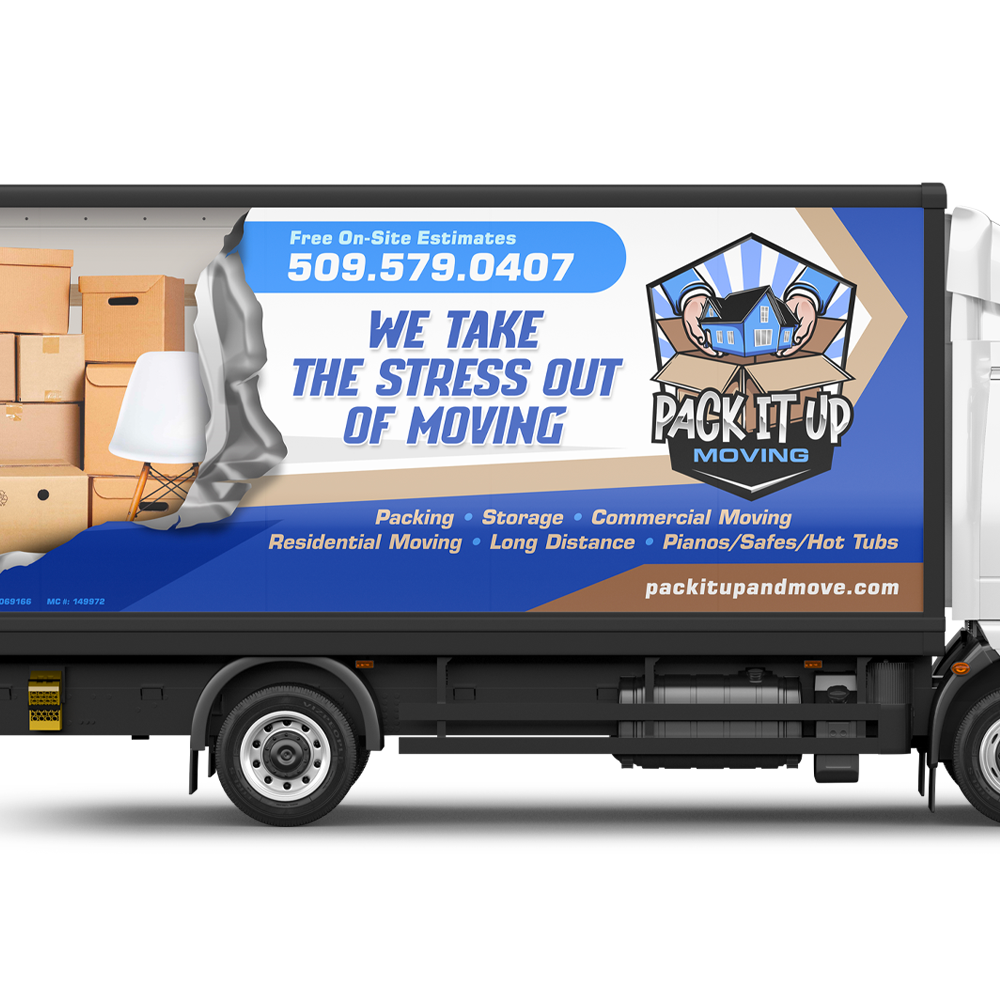 Free On-Site Estimates
509.579.0407
WE TAKE
THE STRESS OUT
OF MOVING
PACK IT UP
MOVING
Packing • Storage • Commercial Moving
Residential Moving • Long Distance • Pianos/Safes/Hot Tubs
packitupandmove.com
069166 MC #: 149972